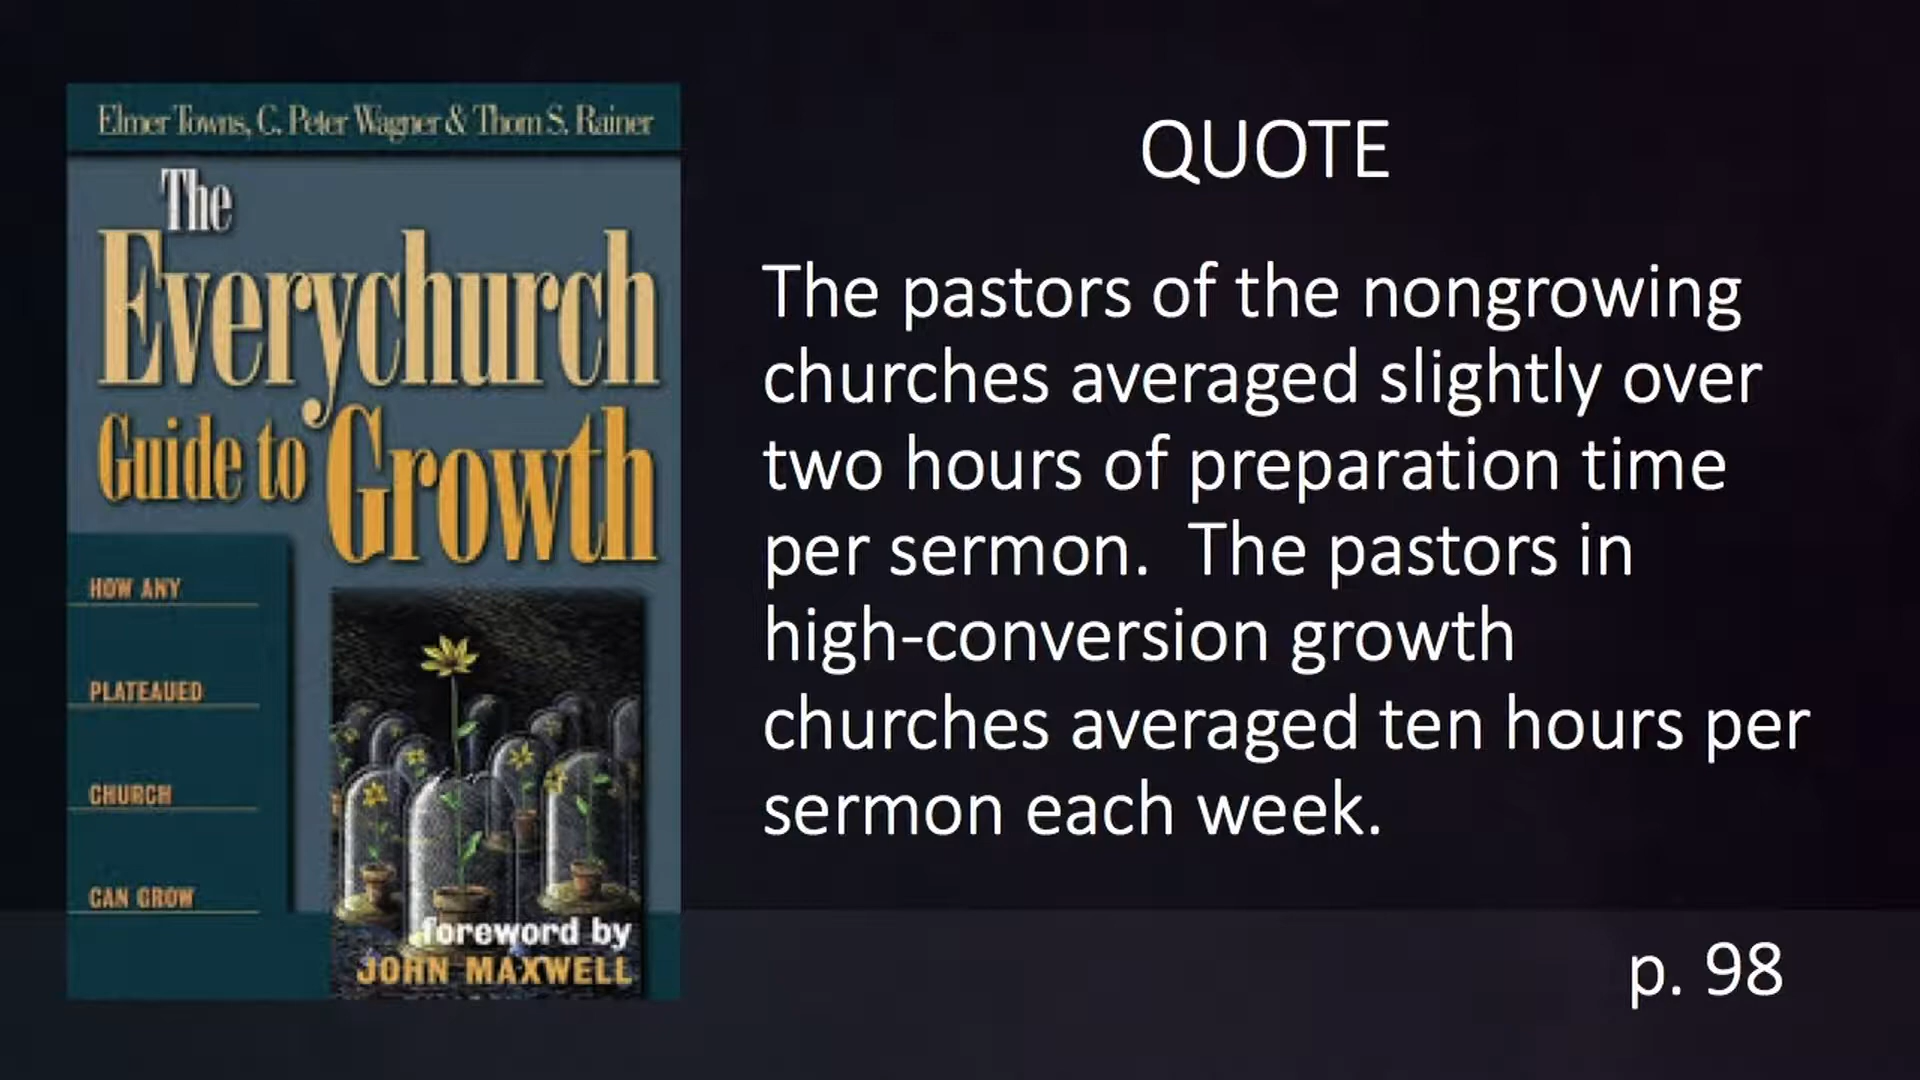 Elmer Towns, C. Peter Wagner & Thom S. Rainer
The
Everychurch
Guide to Growth
HOW ANY
PLATEAUED
CHURCH
CAN GROW
foreword by
JOHN MAXWELL
QUOTE
The pastors of the nongrowing
churches averaged slightly over
two hours of preparation time
per sermon.  The pastors in
high-conversion growth
churches averaged ten hours per
sermon each week.
p. 98